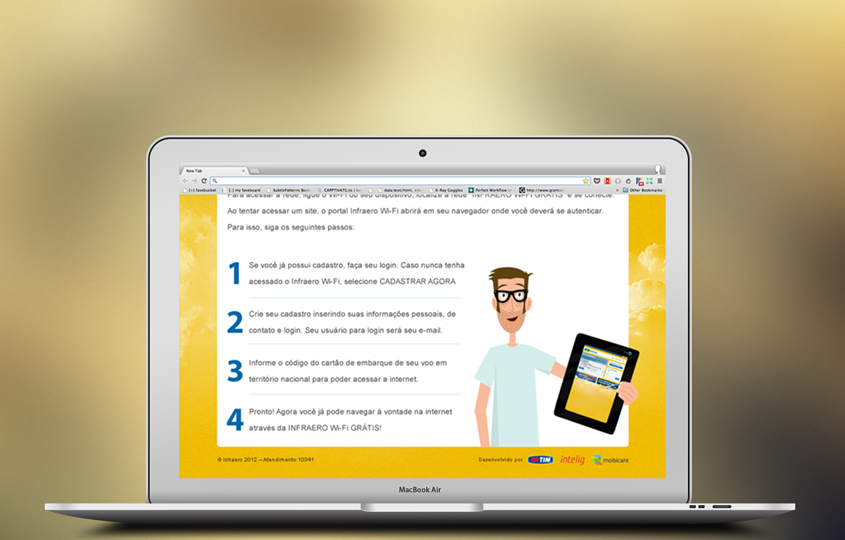 New Tab
[+] favebucket
[-] my faveboard
SubtlePatterns Book
CAPPTIVATE.co
data:text/html,
X-Ray Goggles
Perfect Workflow in
http://www.gizmod
Other Bookmarks
Para acessar a rede, ligue o Wi-Fi do seu dispositivo, localize a rede "INFRAERO WI-FI GRÁTIS" e se conecte.
Ao tentar acessar um site, o portal Infraero Wi-Fi abrirá em seu navegador onde você deverá se autenticar.
Para isso, siga os seguintes passos:
1
Se você já possui cadastro, faça seu login. Caso nunca tenha
acessado o Infraero Wi-Fi, selecione CADASTRAR AGORA
2
Crie seu cadastro inserindo suas informações pessoais, de
contato e login. Seu usuário para login será seu e-mail.
3
Informe o código do cartão de embarque de seu voo em
território nacional para poder acessar a internet.
4
Pronto! Agora você já pode navegar à vontade na internet
através da INFRAERO Wi-Fi GRÁTIS!
© Infraero 2012 – Atendimento: 10341
Desenvolvido por TIM intelig mobicare
MacBook Air